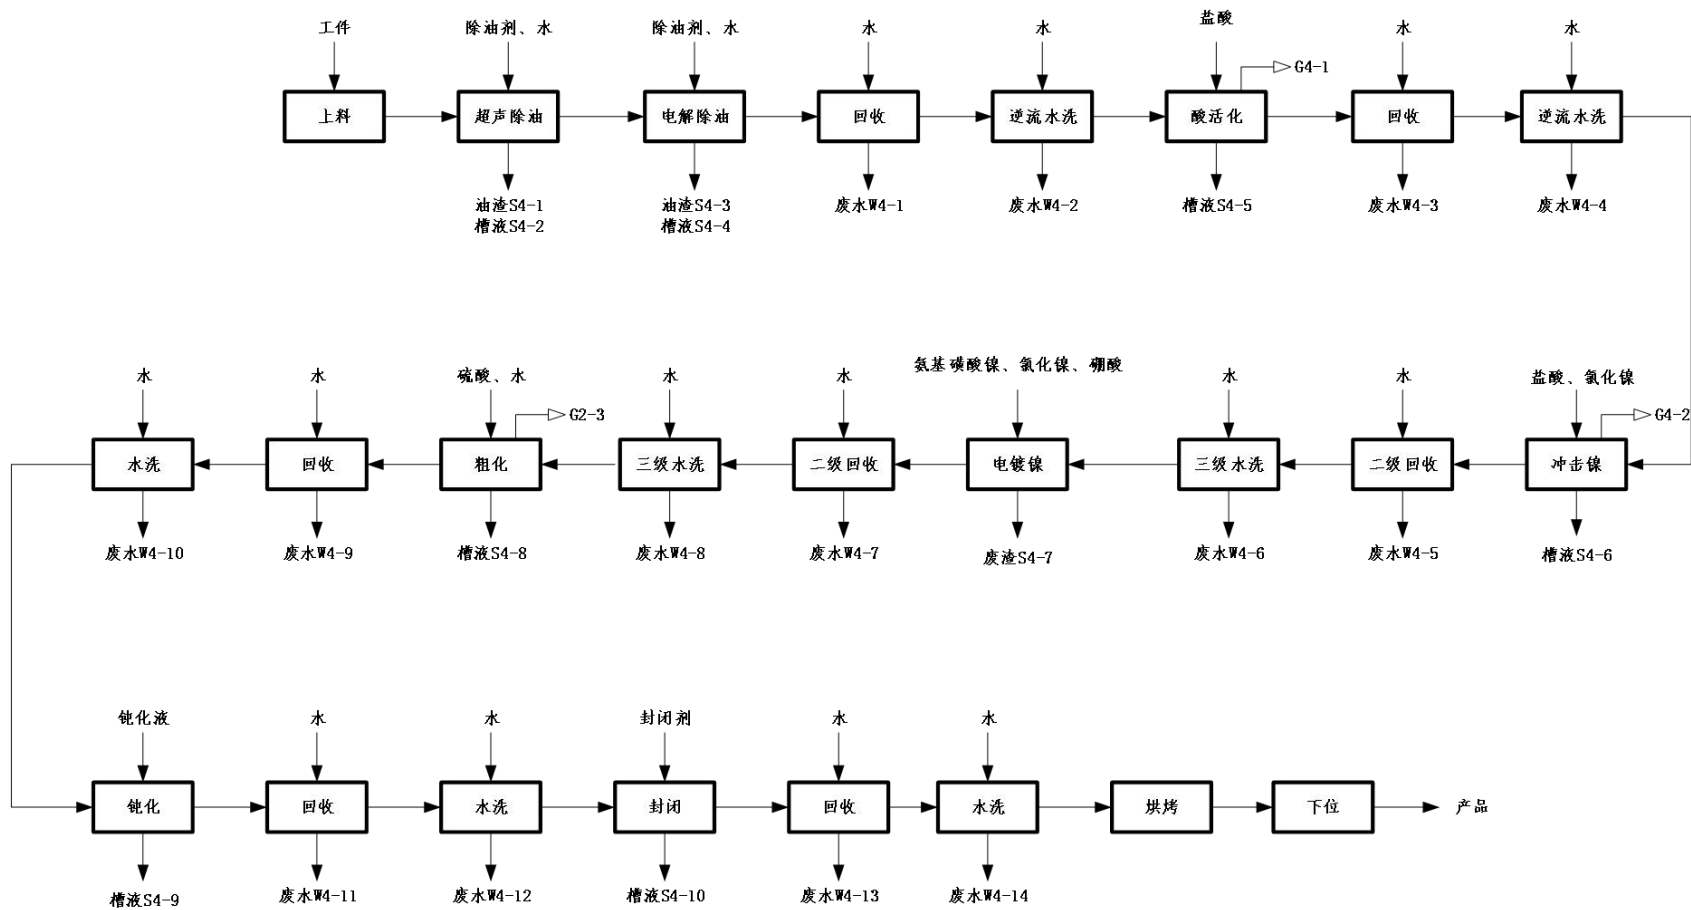 工件
除油剂、水
除油剂、水
水
水
盐酸
水
水
G4-1
上料
超声除油
电解除油
回收
逆流水洗
酸活化
回收
逆流水洗
油渣S4-1
槽液S4-2
油渣S4-3
槽液S4-4
废水W4-1
废水W4-2
槽液S4-5
废水W4-3
废水W4-4
水
水
硫酸、水
水
水
氨基磺酸镍、氯化镍、硼酸
水
水
盐酸、氯化镍
G2-3
G4-2
水洗
回收
粗化
三级水洗
二级回收
电镀镍
三级水洗
二级回收
冲击镍
废水W4-10
废水W4-9
槽液S4-8
废水W4-8
废水W4-7
废渣S4-7
废水W4-6
废水W4-5
槽液S4-6
钝化液
水
水
封闭剂
水
水
钝化
回收
水洗
封闭
回收
水洗
烘烤
下位
产品
槽液S4-9
废水W4-11
废水W4-12
槽液S4-10
废水W4-13
废水W4-14